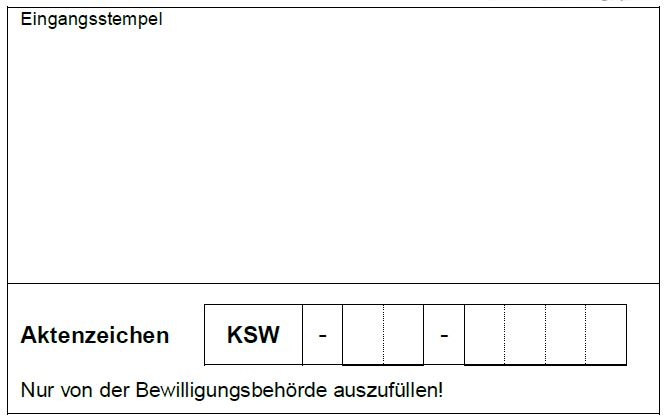 Eingangsstempel
Aktenzeichen KSW - -
Nur von der Bewilligungsbehörde auszufüllen!